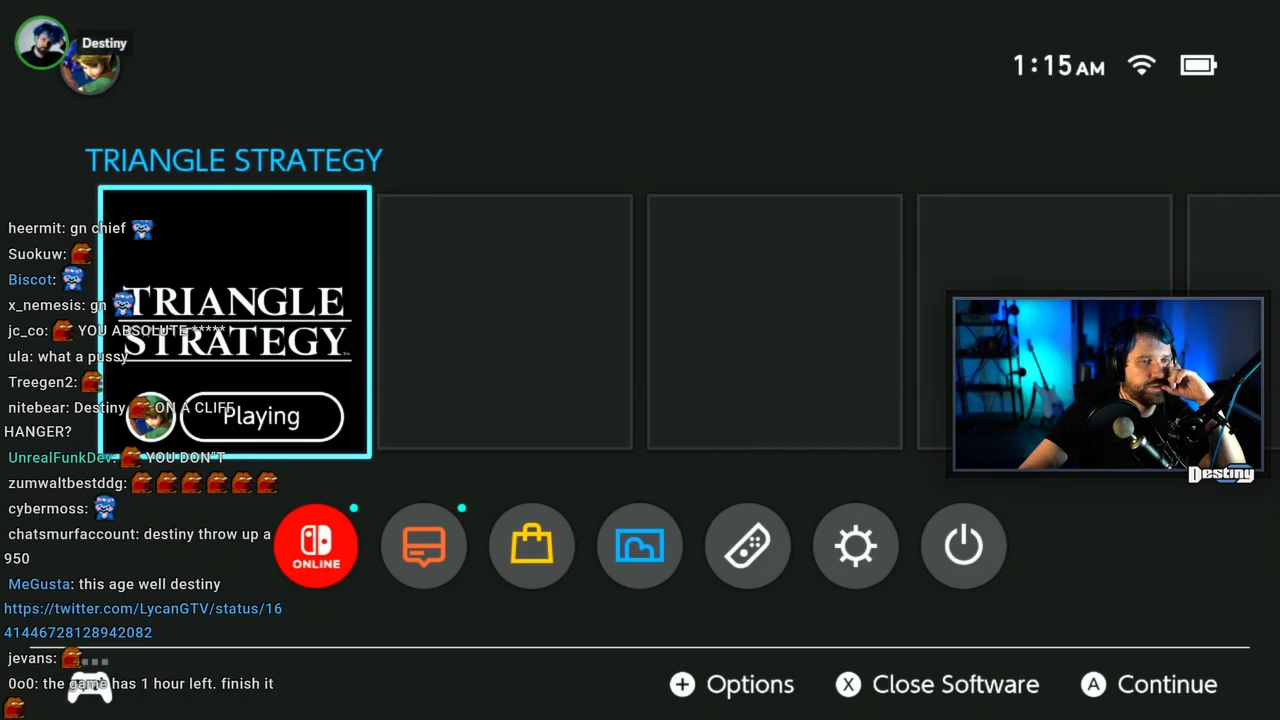 Destiny
1:15 AM
TRIANGLE STRATEGY
heermit: gn chief
Suokuw:
Biscot:
x_nemesis: gn
jc_co: YOU ABSOLUTE *****
ula: what a pussy
Treegen2:
nitebear: Destiny ON A CLIFF
HANGER?
UnrealFunkDev: YOU DON"T
zumwaltbestddg:
cybermoss:
chatsmurfaccount: destiny throw up a
950
MeGusta: this age well destiny
https://twitter.com/LycanGTV/status/16
41446728128942082
jevans:
0o0: the game has 1 hour left. finish it
TRIANGLE
STRATEGY™
Playing
Destiny
ONLINE
+ Options
X Close Software
A Continue